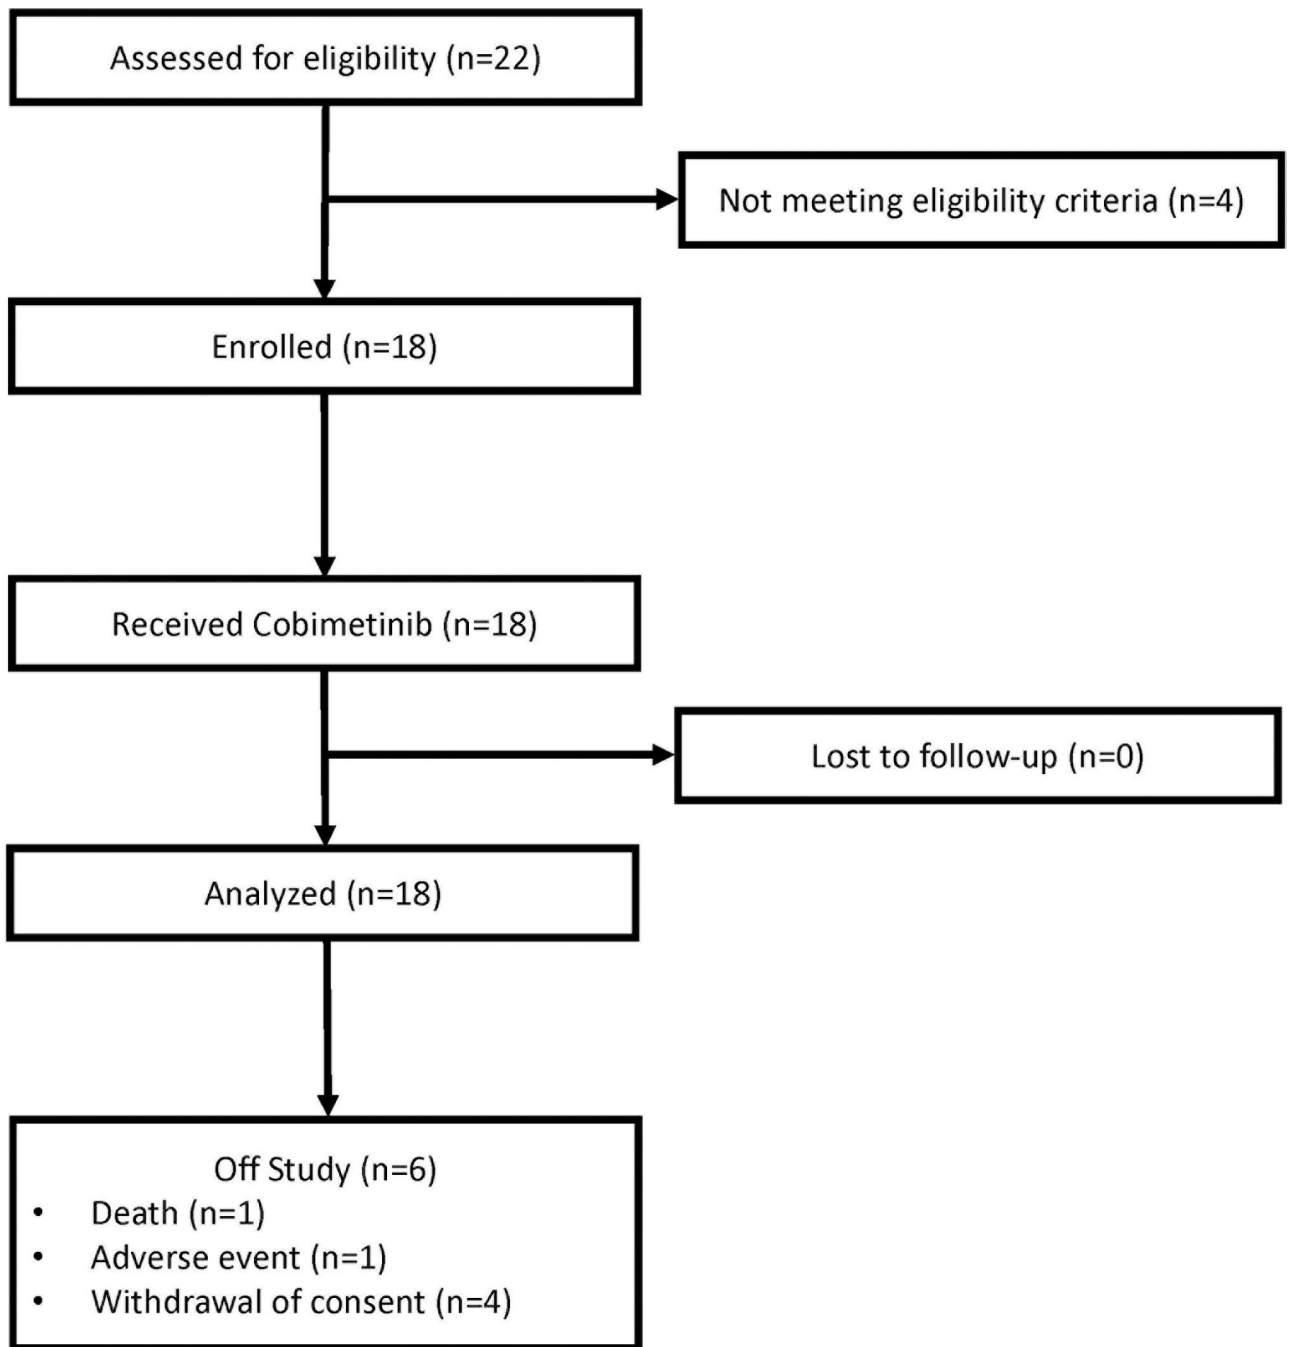 Assessed for eligibility (n=22)
Not meeting eligibility criteria (n=4)
Enrolled (n=18)
Received Cobimetinib (n=18)
Lost to follow-up (n=0)
Analyzed (n=18)
Off Study (n=6)
• Death (n=1)
• Adverse event (n=1)
• Withdrawal of consent (n=4)